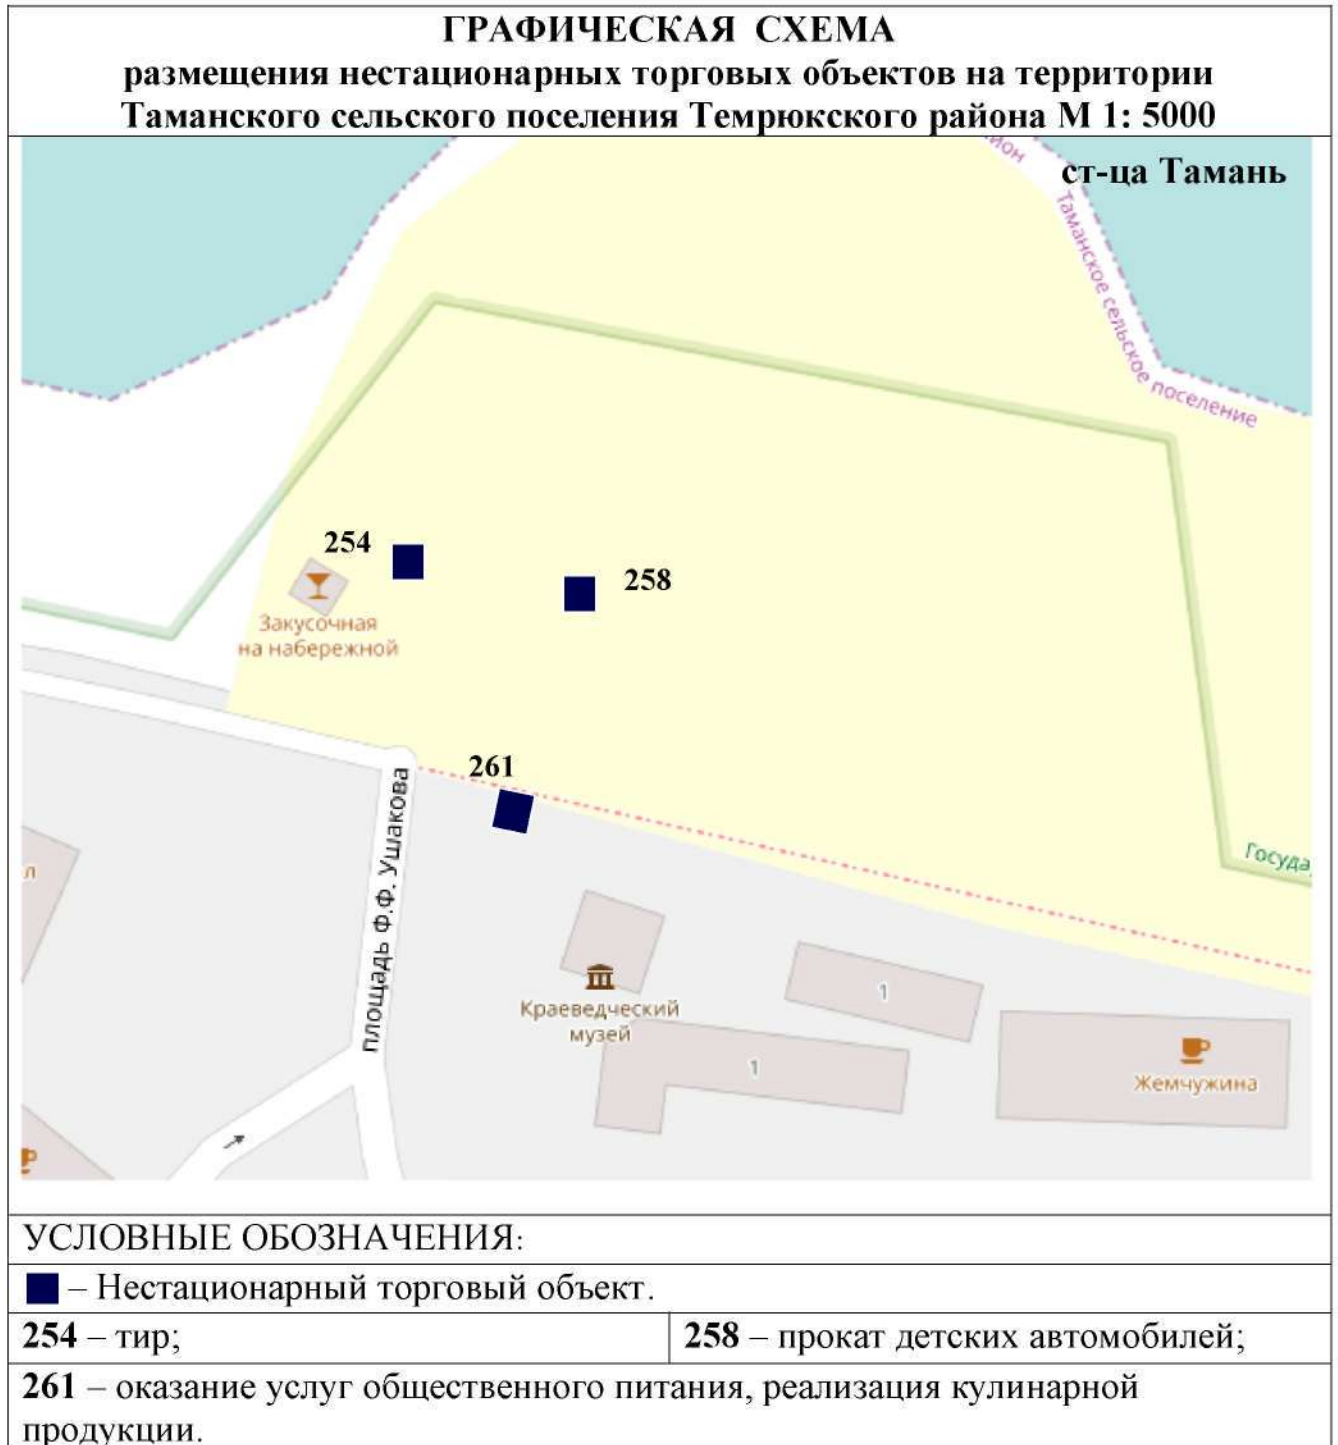 ГРАФИЧЕСКАЯ СХЕМА
размещения нестационарных торговых объектов на территории
Таманского сельского поселения Темрюкского района М 1: 5000
ст-ца Тамань
Таманское сельское поселение
254
258
Закусочная
на набережной
261
площадь Ф.Ф. Ушакова
Краеведческий
музей
1
1
Жемчужина
УСЛОВНЫЕ ОБОЗНАЧЕНИЯ:
– Нестационарный торговый объект.
254 – тир;
258 – прокат детских автомобилей;
261 – оказание услуг общественного питания, реализация кулинарной
продукции.